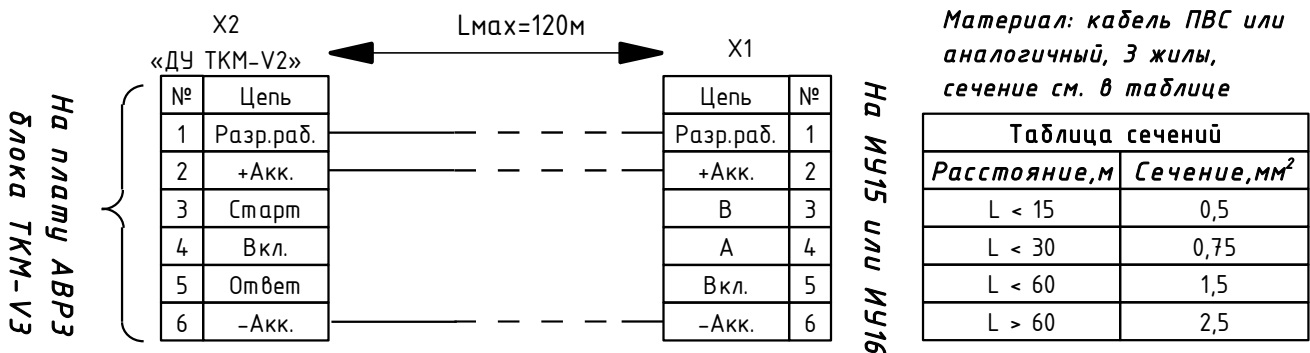 X2
«ДУ ТКМ-V2»
Lмах=120м
X1
На плату АВР3
блока ТКМ-V3
№ Цепь
1 Разр.раб.
2 +Акк.
3 Старт
4 Вкл.
5 Ответ
6 -Акк.
Цепь №
Разр.раб. 1
+Акк. 2
В 3
А 4
Вкл. 5
-Акк. 6
На ИУ15 или ИУ16
Материал: кабель ПВС или
аналогичный, 3 жилы,
сечение см. в таблице
Таблица сечений
Расстояние,м Сечение,мм²
L < 15 0,5
L < 30 0,75
L < 60 1,5
L > 60 2,5